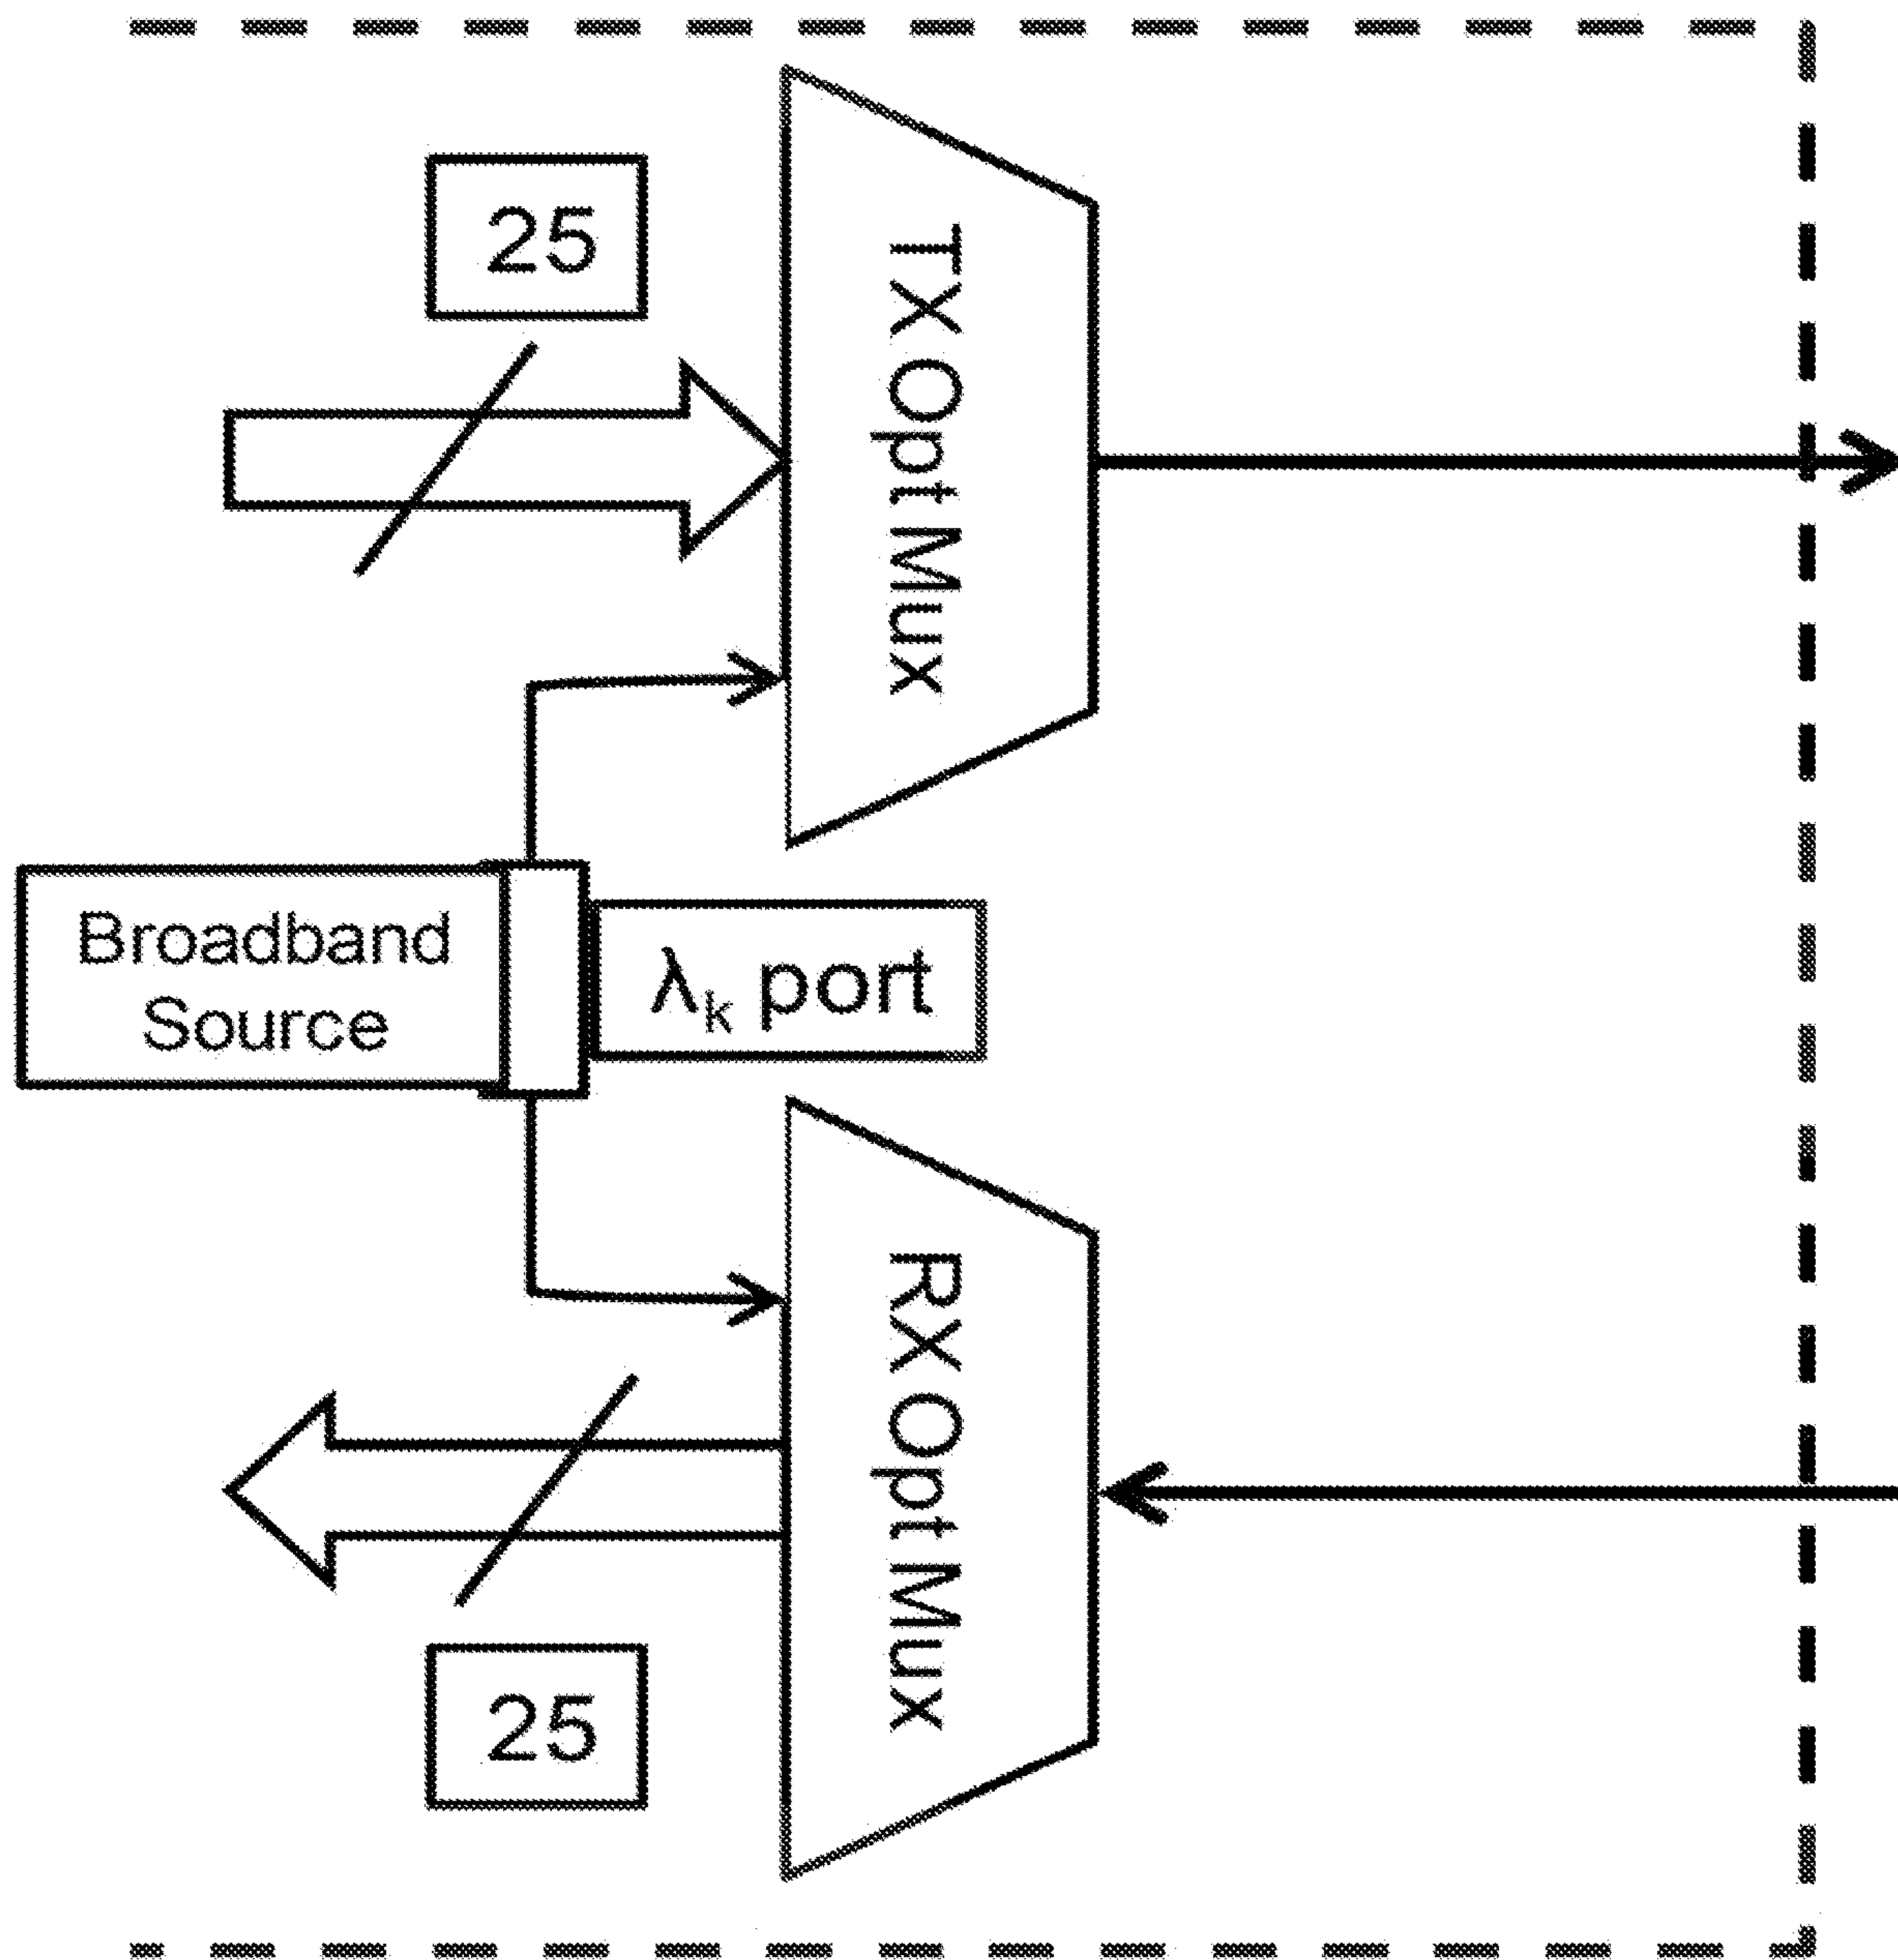 25
TX Opt Mux
Broadband
Source
λk port
RX Opt Mux
25